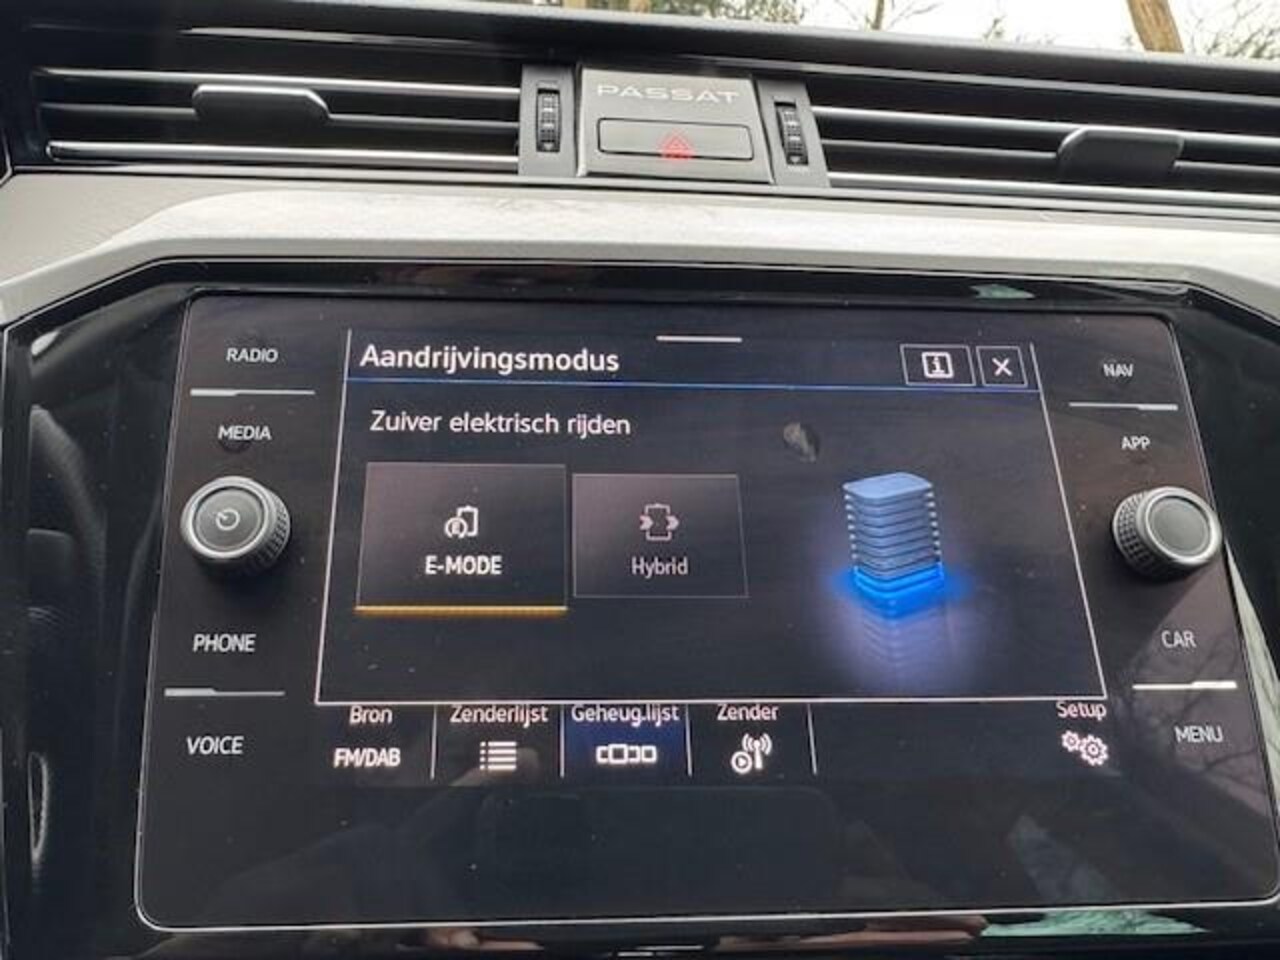 PASSAT
RADIO
MEDIA
PHONE
VOICE
Aandrijvingsmodus
i
Zuiver elektrisch rijden
E-MODE
Hybrid
Bron
FM/DAB
Zenderlijst
Geheug.lijst
Zender
Setup
NAV
APP
CAR
MENU